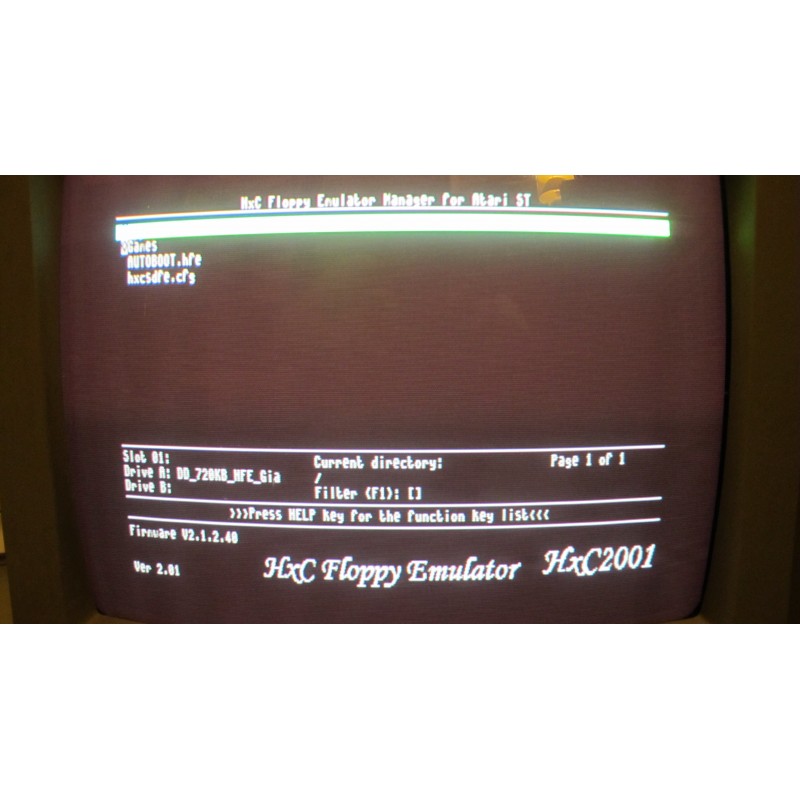 HxC Floppy Emulator Manager for Atari ST
Games
AUTOBOOT.hfe
hxcsdfe.cfg
Slot 01:
Drive A: DD_720KB_HFE_Gia
Drive B:
Current directory:
/
Filter (F1): []
Page 1 of 1
>>>Press HELP key for the function key list<<<
Firmware V2.1.2.40
Ver 2.01
HxC Floppy Emulator
HxC2001